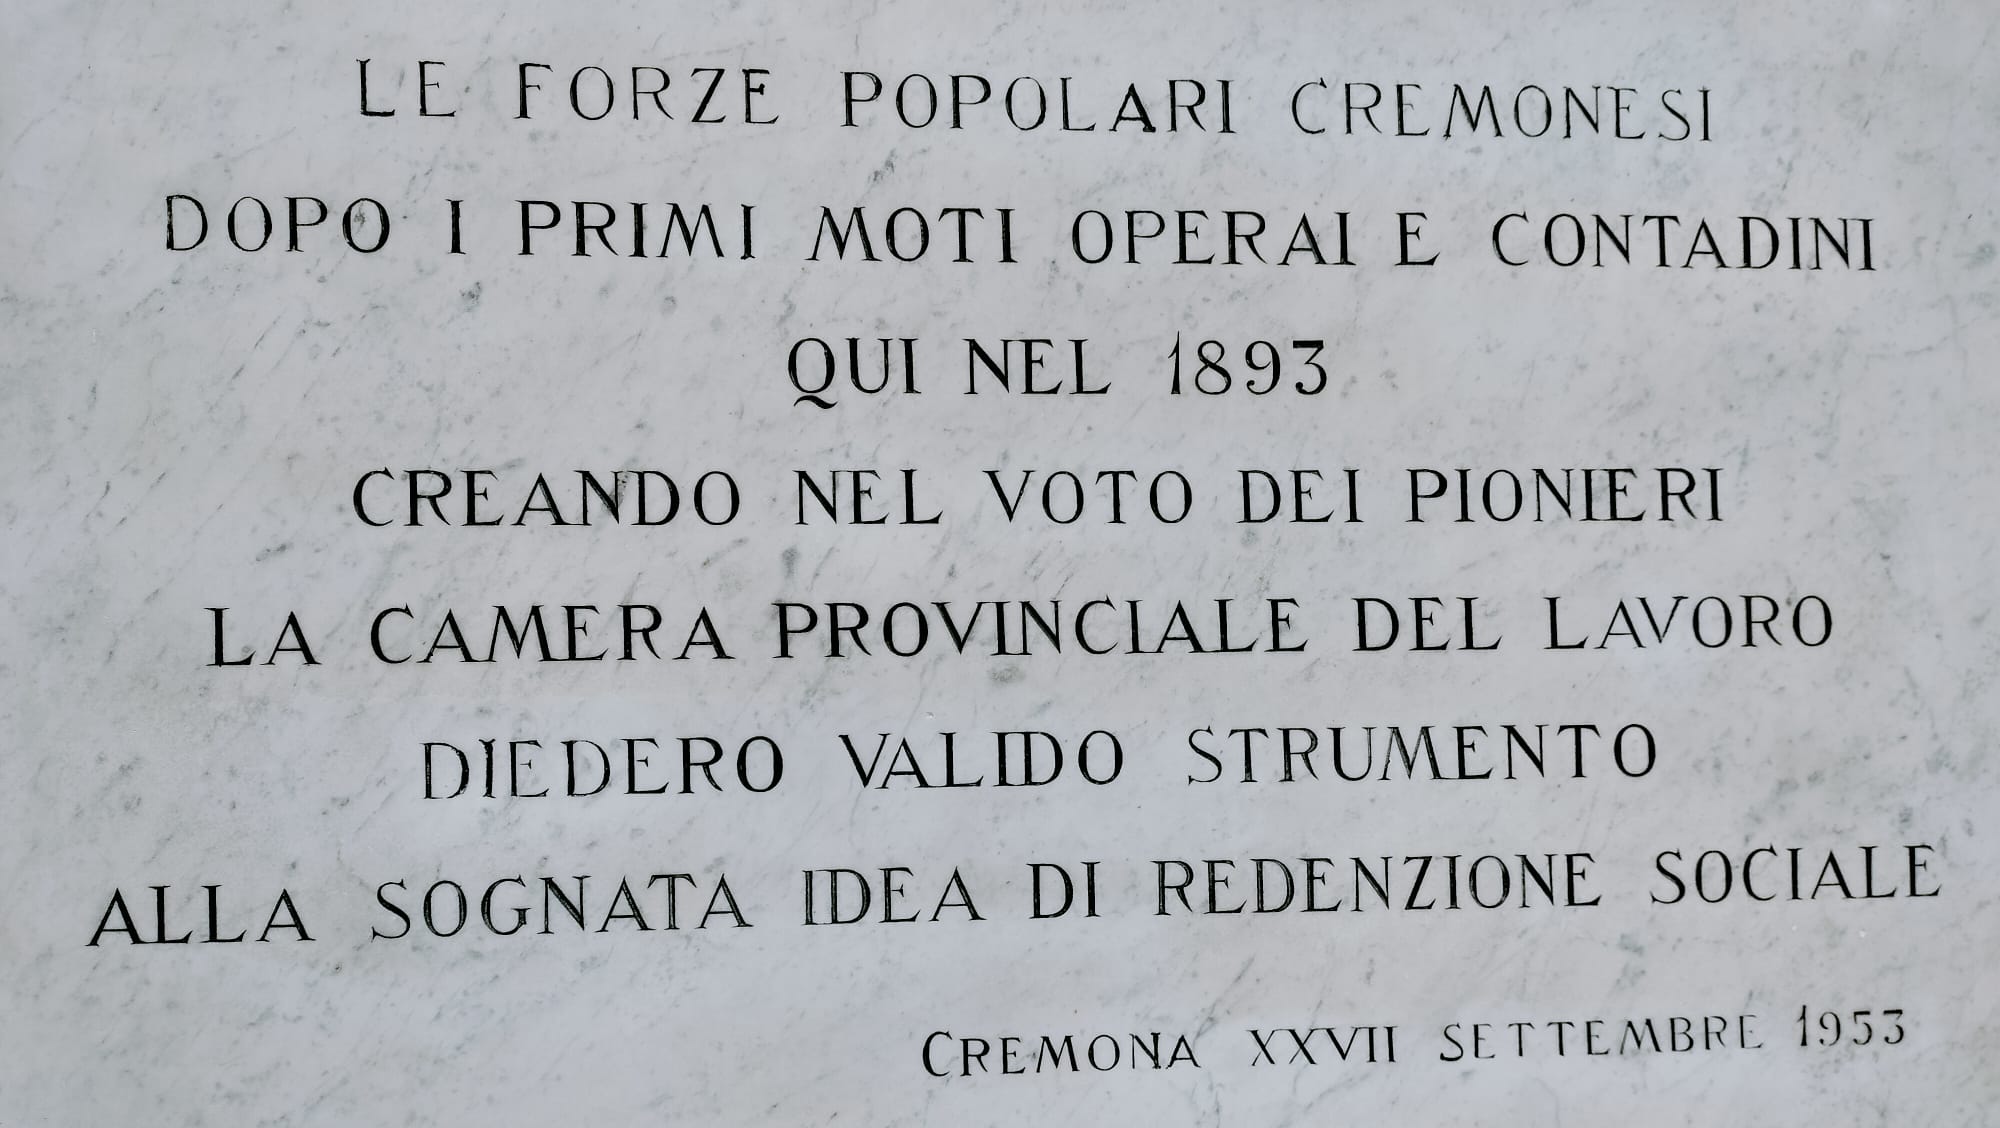 LE FORZE POPOLARI CREMONESI
DOPO I PRIMI MOTI OPERAI E CONTADINI
QUI NEL 1893
CREANDO NEL VOTO DEI PIONIERI
LA CAMERA PROVINCIALE DEL LAVORO
DIEDERO VALIDO STRUMENTO
ALLA SOGNATA IDEA DI REDENZIONE SOCIALE
CREMONA XXVII SETTEMBRE 1953